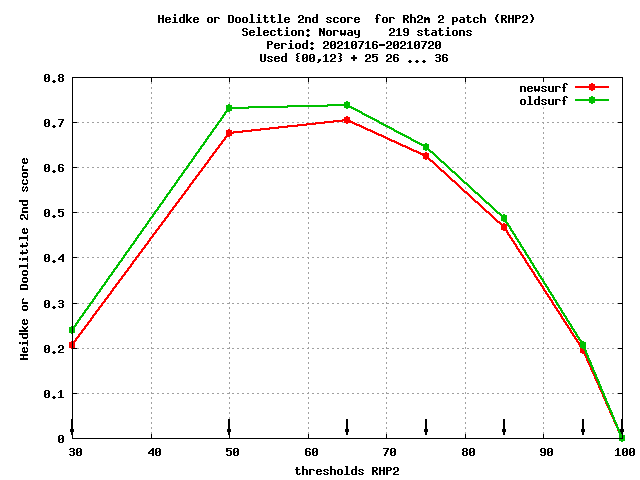 Heidke or Doolittle 2nd score  for Rh2m 2 patch (RHP2)
Selection: Norway    219 stations
Period: 20210716-20210720
Used {00,12} + 25 26 ... 36
newsurf
oldsurf
Heidke or Doolittle 2nd score
0.8
0.7
0.6
0.5
0.4
0.3
0.2
0.1
0
30 40 50 60 70 80 90 100
thresholds RHP2